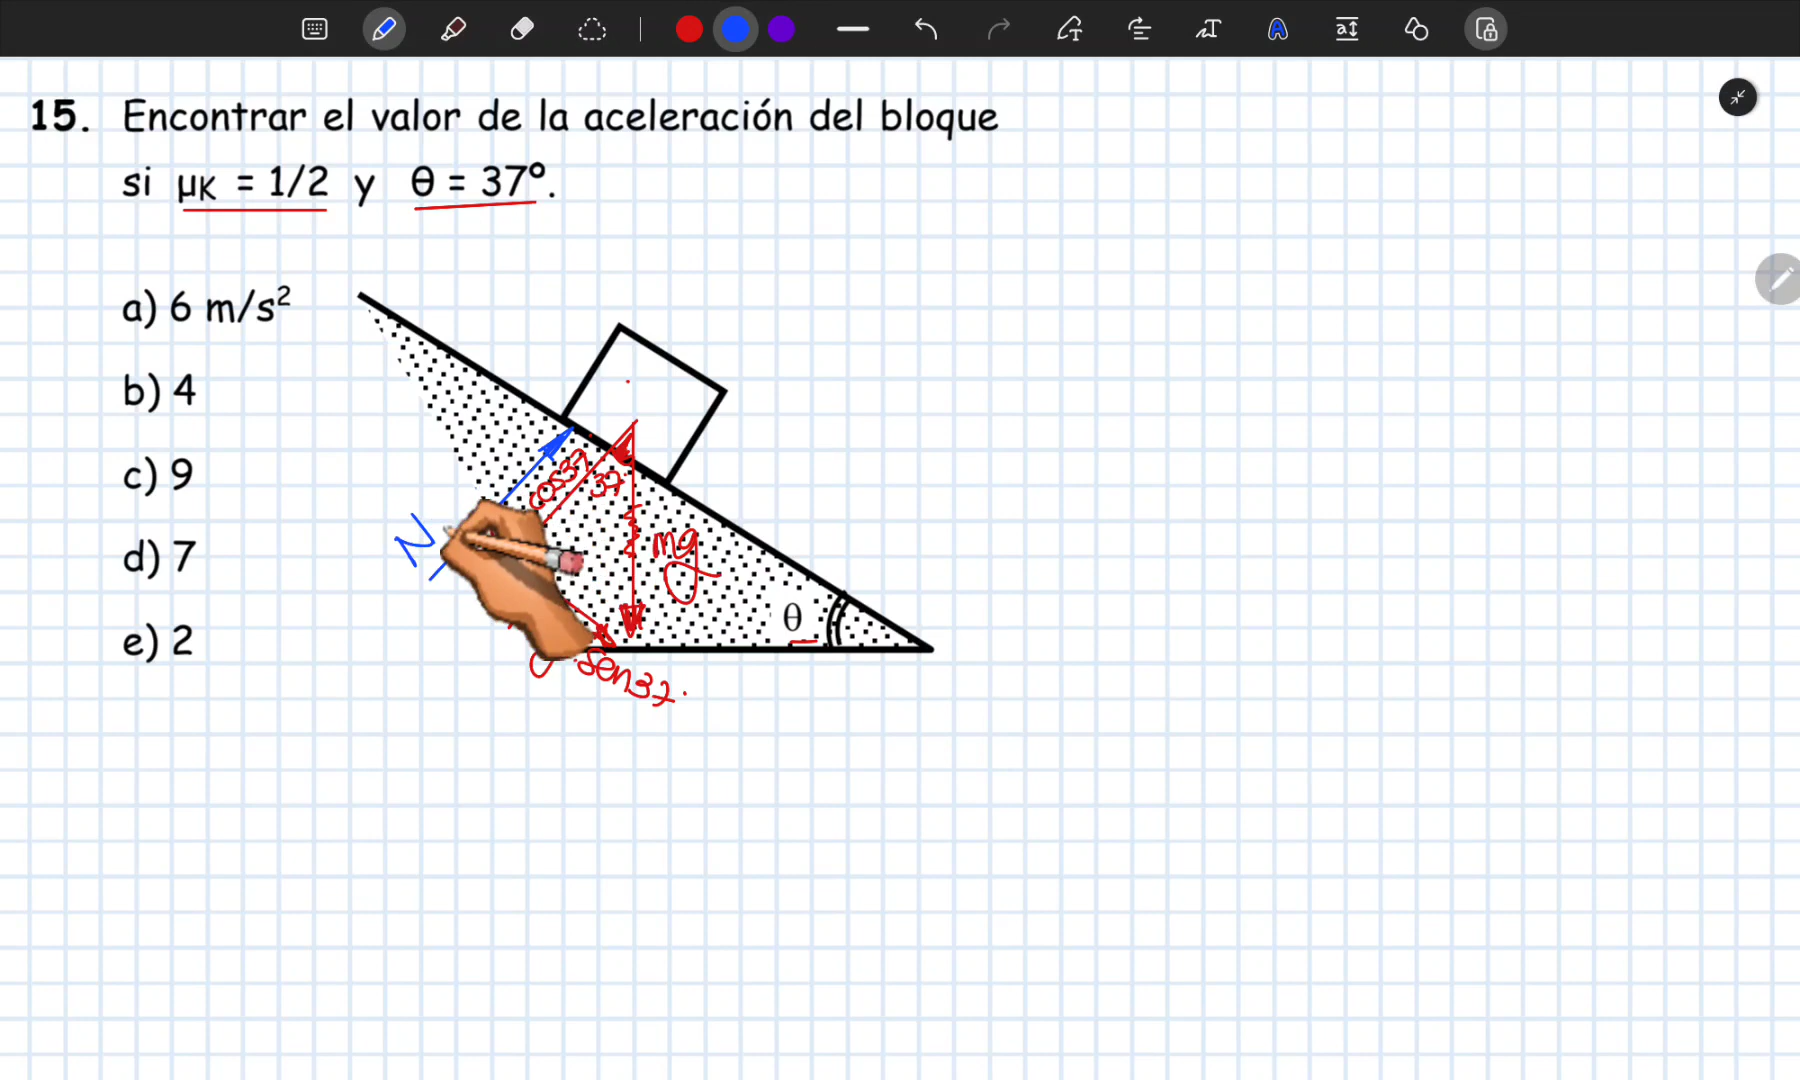 15. Encontrar el valor de la aceleración del bloque
si μK = 1/2 y θ = 37º.
a) 6 m/s²
b) 4
c) 9
d) 7
e) 2
cos37
37
N
mg
θ
sen37